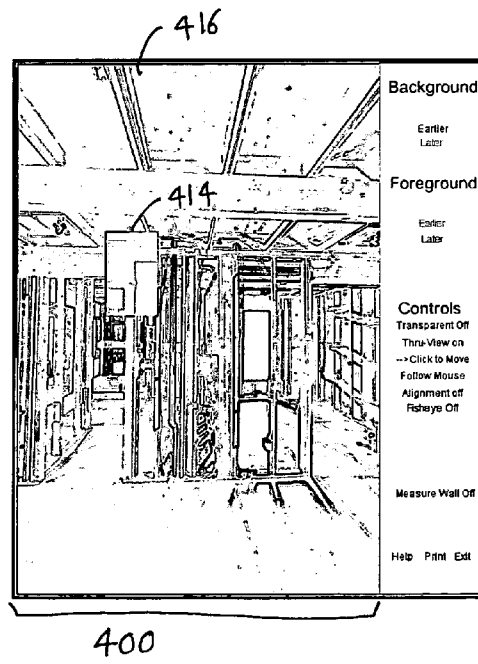 416
Background
Earlier
Later
Foreground
414
Earlier
Later
Controls
Transparent Off
Thru-View on
-->Click to Move
Follow Mouse
Alignment off
Fisheye Off
Measure Wall Off
Help Print Exit
400